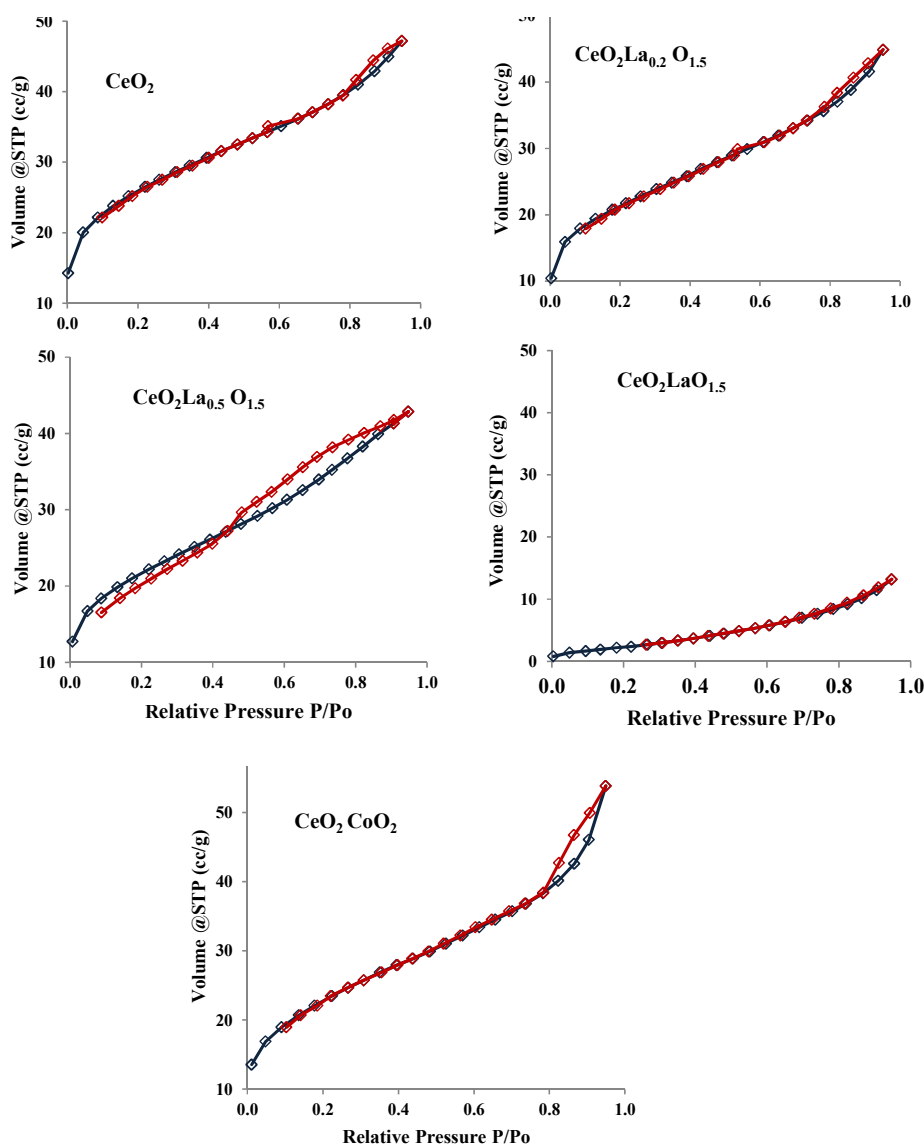 CeO2
Volume @STP (cc/g)
50
40
30
20
10
0.0 0.2 0.4 0.6 0.8 1.0
CeO2La0.2 O1.5
Volume @STP (cc/g)
50
40
30
20
10
0.0 0.2 0.4 0.6 0.8 1.0
CeO2La0.5 O1.5
Volume @STP (cc/g)
50
40
30
20
10
0.0 0.2 0.4 0.6 0.8 1.0
Relative Pressure P/Po
CeO2LaO1.5
Volume @STP (cc/g)
50
40
30
20
10
0
0.0 0.2 0.4 0.6 0.8 1.0
Relative Pressure P/Po
CeO2 CoO2
Volume @STP (cc/g)
50
40
30
20
10
0.0 0.2 0.4 0.6 0.8 1.0
Relative Pressure P/Po